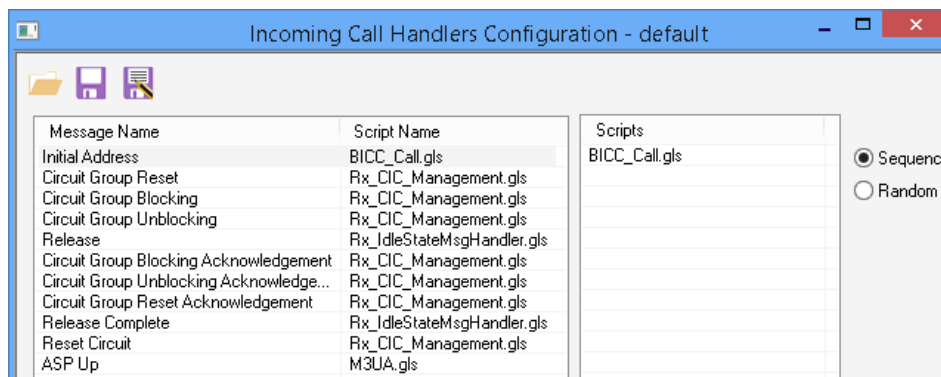 Incoming Call Handlers Configuration - default
Message Name Script Name Scripts
Initial Address BICC_Call.gls BICC_Call.gls Sequenc
Circuit Group Reset Rx_CIC_Management.gls
Circuit Group Blocking Rx_CIC_Management.gls Random
Circuit Group Unblocking Rx_CIC_Management.gls
Release Rx_IdleStateMsgHandler.gls
Circuit Group Blocking Acknowledgement Rx_CIC_Management.gls
Circuit Group Unblocking Acknowledge... Rx_CIC_Management.gls
Circuit Group Reset Acknowledgement Rx_CIC_Management.gls
Release Complete Rx_IdleStateMsgHandler.gls
Reset Circuit Rx_CIC_Management.gls
ASP Up M3UA.gls